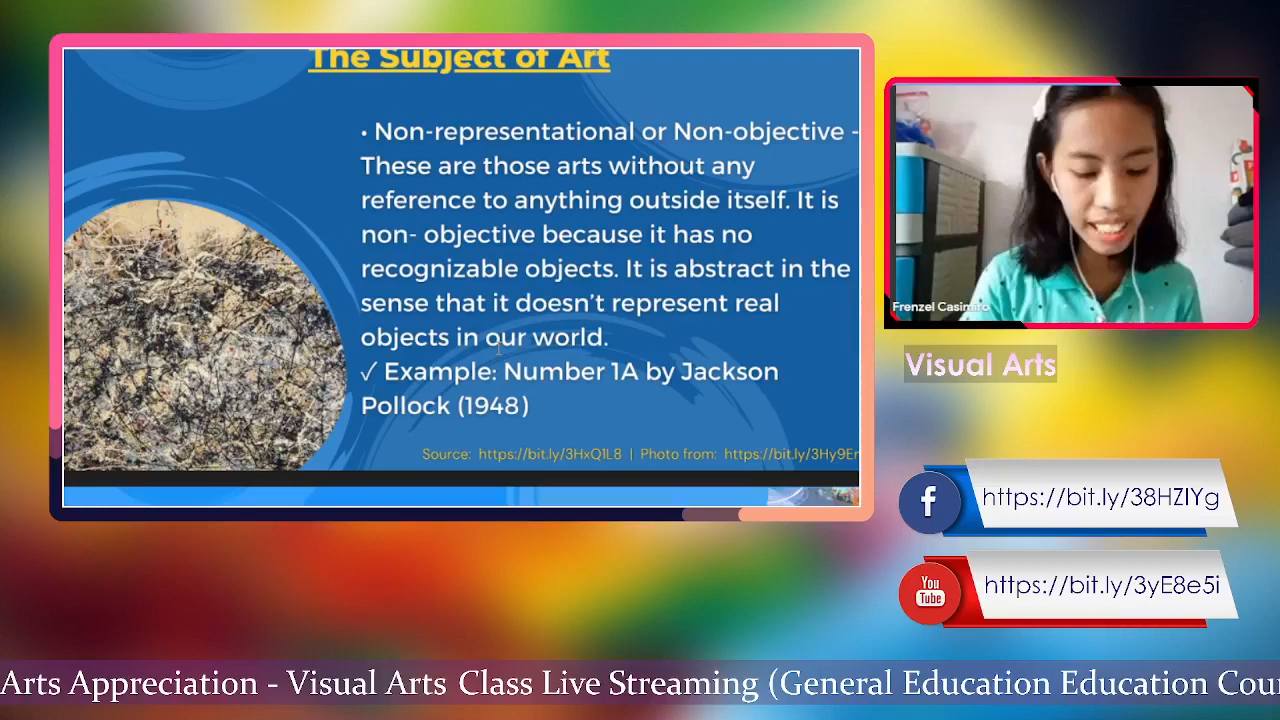 The Subject of Art
• Non-representational or Non-objective -
These are those arts without any
reference to anything outside itself. It is
non- objective because it has no
recognizable objects. It is abstract in the
sense that it doesn't represent real
objects in our world.
✓ Example: Number 1A by Jackson
Pollock (1948)
Source: https://bit.ly/3HxQ1L8 | Photo from: https://bit.ly/3Hy9Er
Frenzel Casimiro
Visual Arts
f
https://bit.ly/38HZIYg
You
Tube
https://bit.ly/3yE8e5i
Arts Appreciation - Visual Arts Class Live Streaming (General Education Education Cour